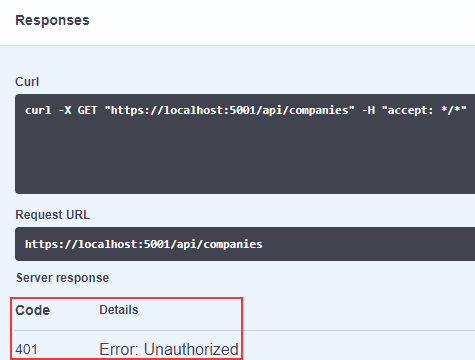 Responses
Curl
curl -X GET "https://localhost:5001/api/companies" -H "accept: */*"
Request URL
https://localhost:5001/api/companies
Server response
Code Details
401 Error: Unauthorized